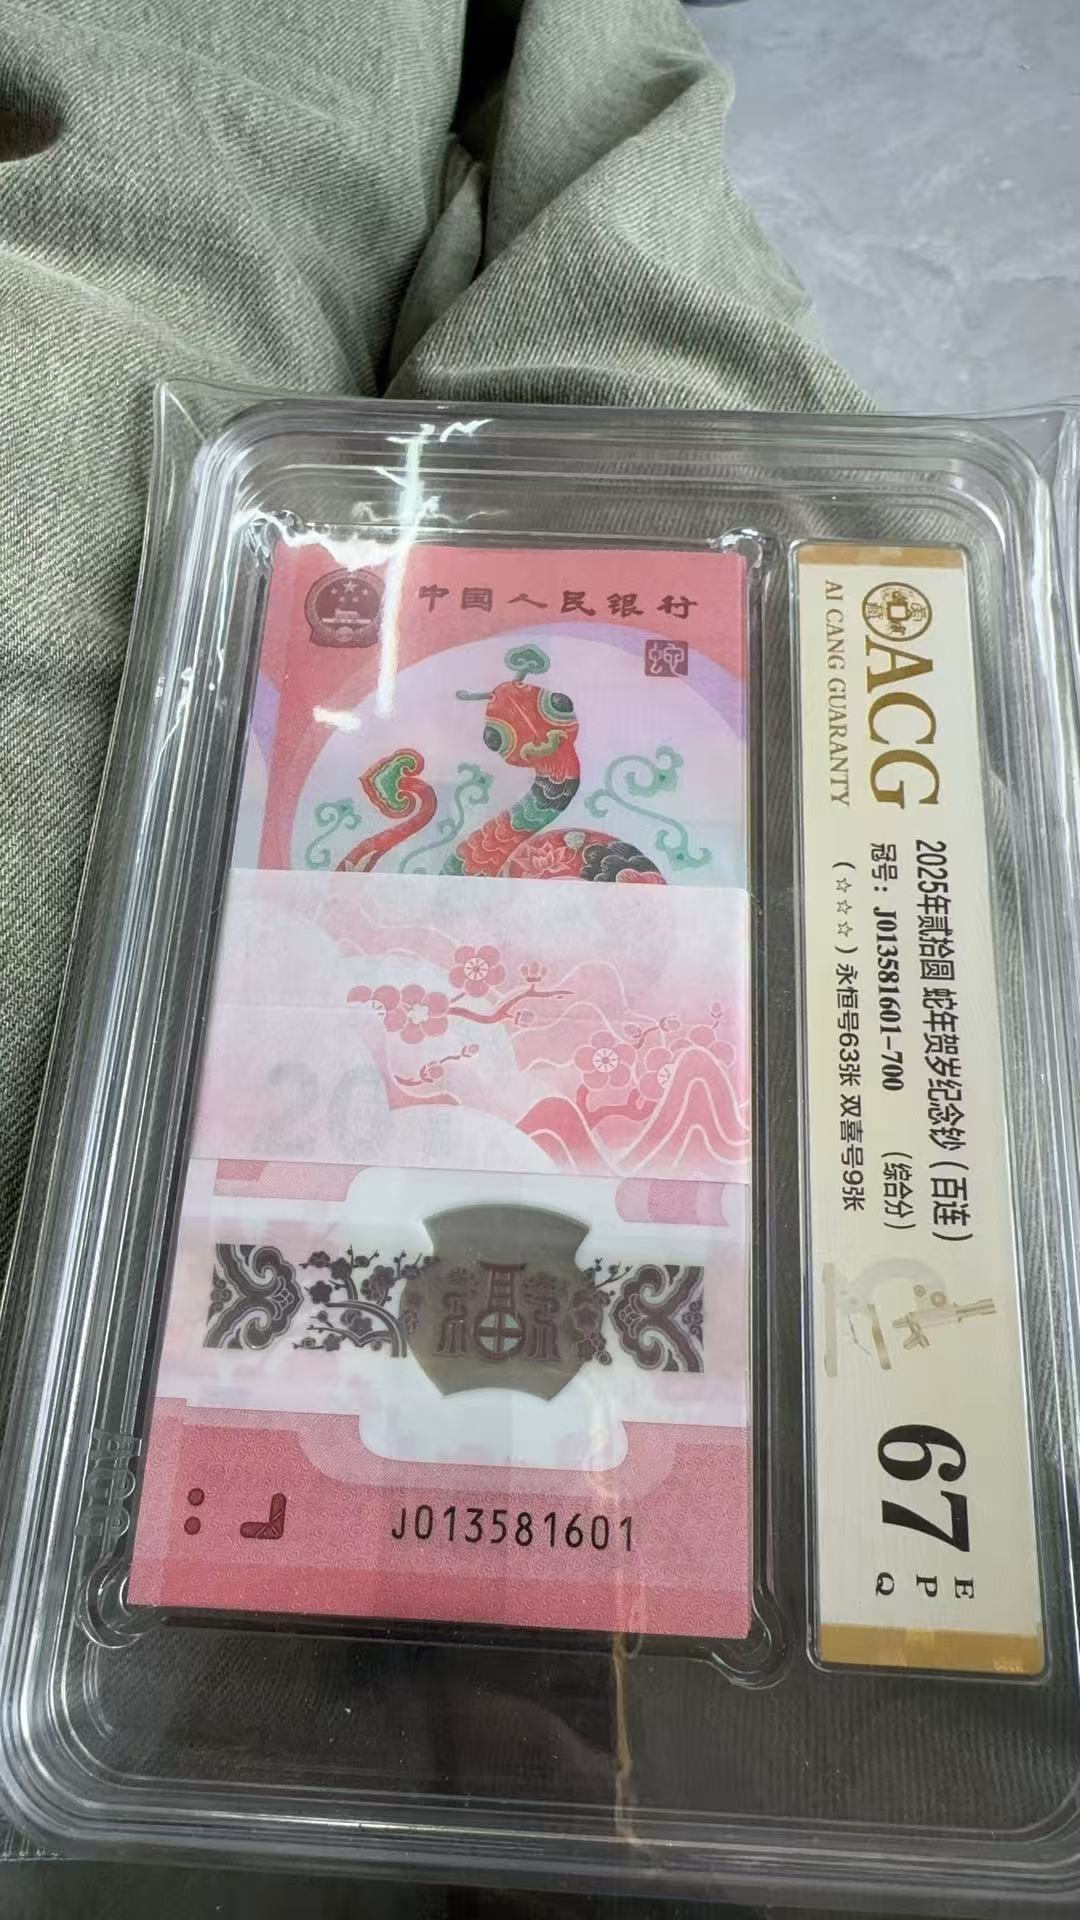 中国人民银行
蛇
20
J013581601
ACG
AI CANG GUARANTY
2025年贰拾圆 蛇年贺岁纪念钞（百连）
冠号：J013581601-700 （综合分）
（☆☆☆）永恒号63张 双喜号9张
67
E
P
Q